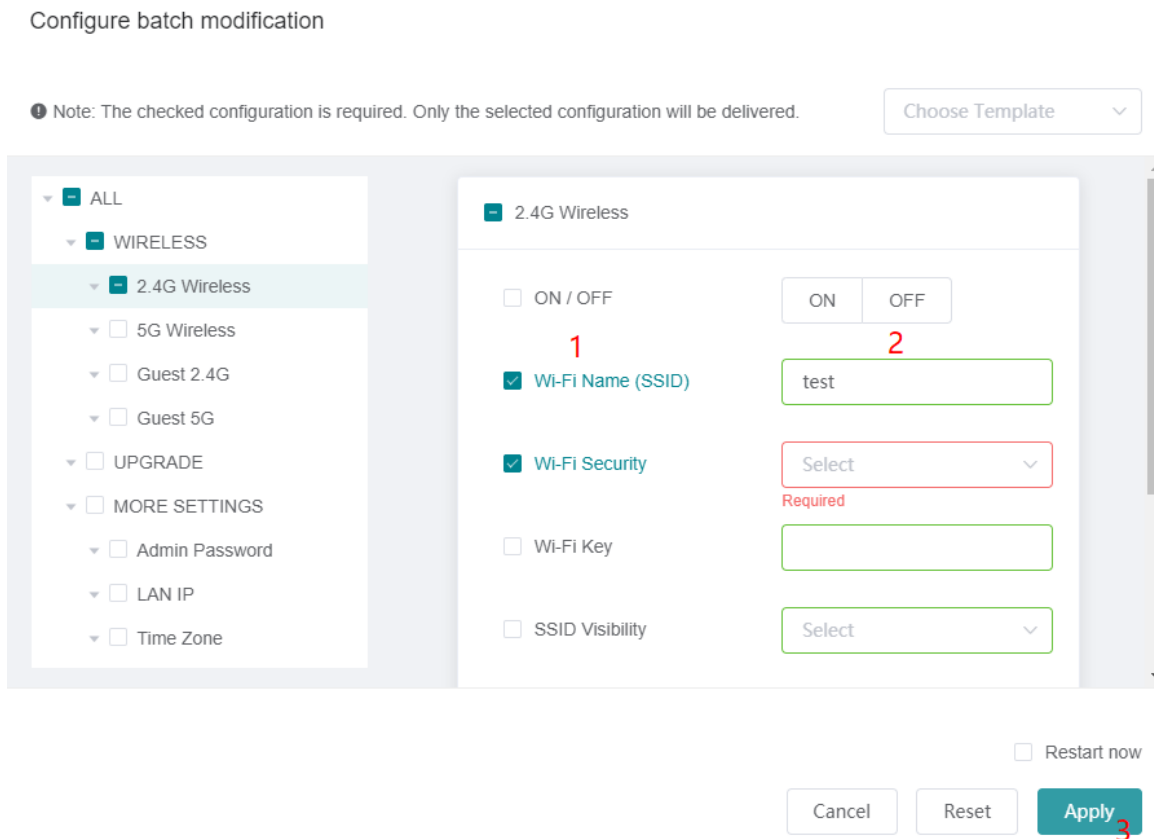 Configure batch modification
Note: The checked configuration is required. Only the selected configuration will be delivered.
Choose Template
ALL
WIRELESS
2.4G Wireless
5G Wireless
Guest 2.4G
Guest 5G
UPGRADE
MORE SETTINGS
Admin Password
LAN IP
Time Zone
2.4G Wireless
ON / OFF
ON
OFF
1
2
Wi-Fi Name (SSID)
test
Wi-Fi Security
Select
Required
Wi-Fi Key
SSID Visibility
Select
Restart now
Cancel
Reset
Apply
3